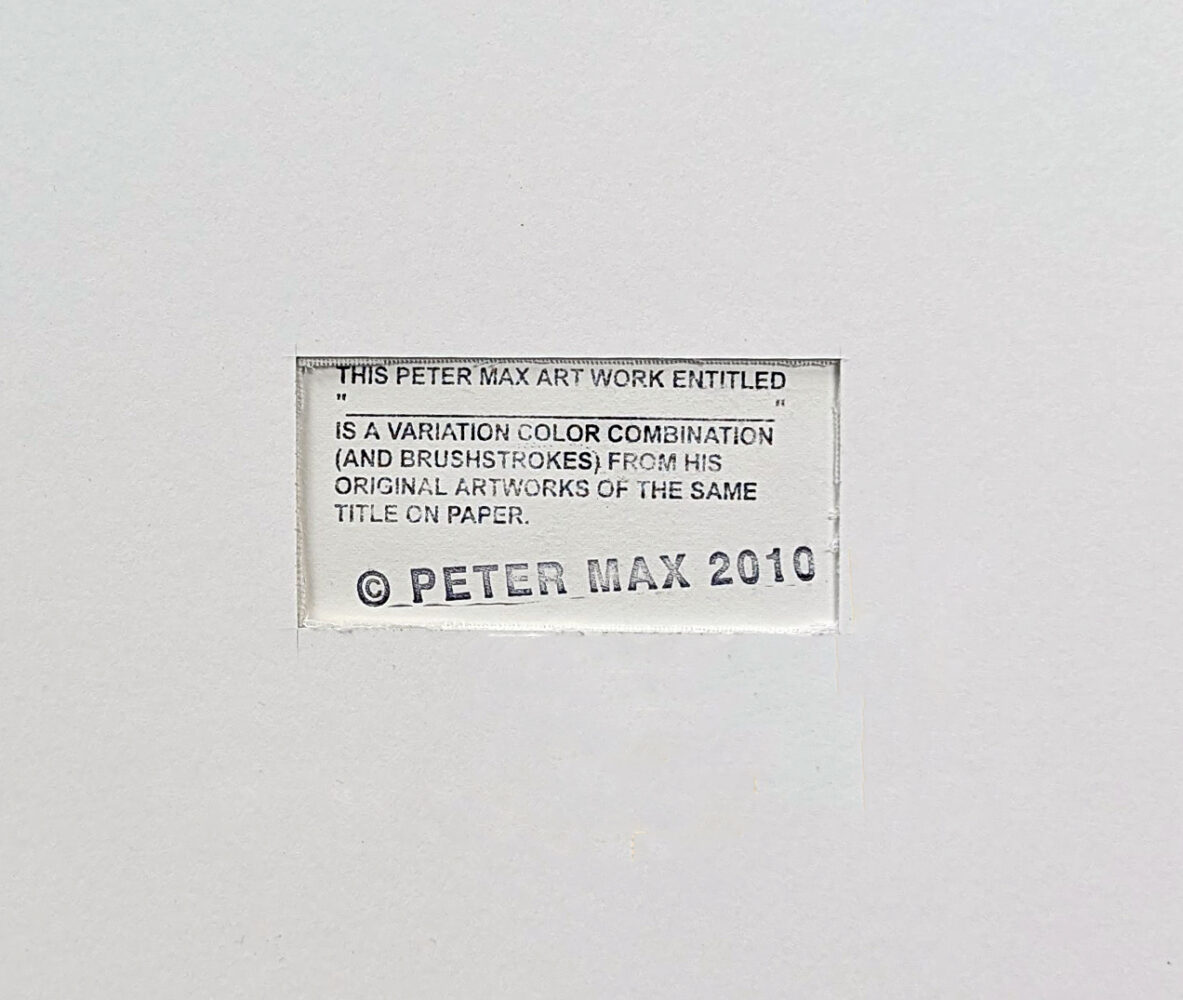 THIS PETER MAX ART WORK ENTITLED
"______________________________"
IS A VARIATION COLOR COMBINATION
(AND BRUSHSTROKES) FROM HIS
ORIGINAL ARTWORKS OF THE SAME
TITLE ON PAPER.
© PETER MAX 2010